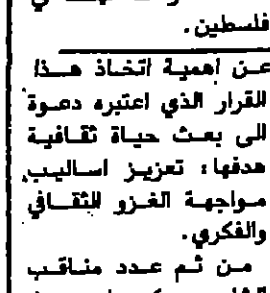 فلسطين.
عن اهمية اتخاذ هذا
القرار الذي اعتبره دعوة
الى بعث حياة ثقافية
هدفها: تعزيز اساليب
مواجهة الغزو الثقافي
والفكري.
من ثم عدد مناقب